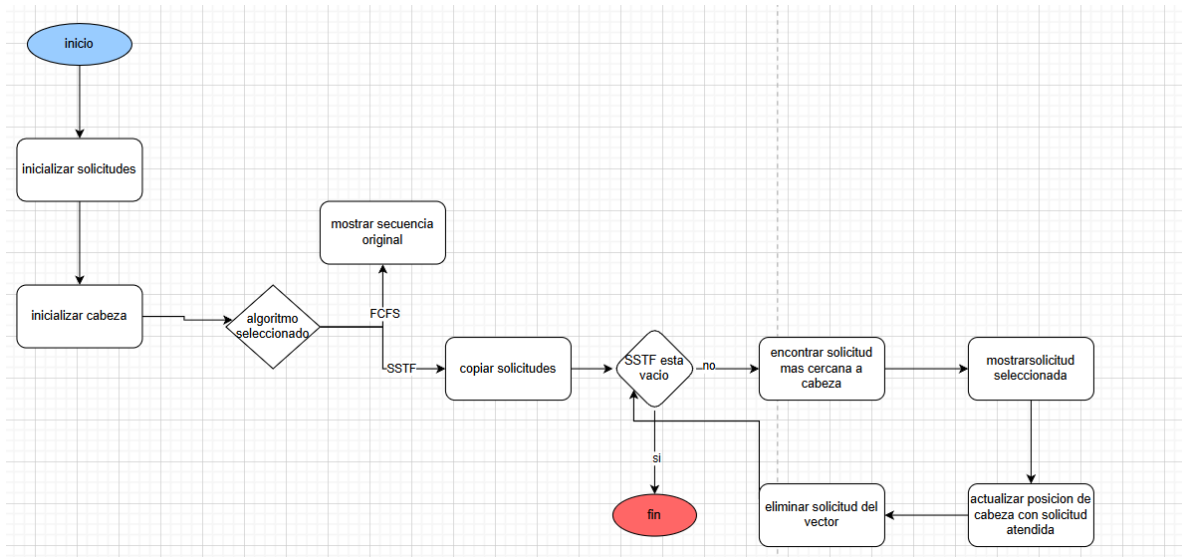 inicio
inicializar solicitudes
inicializar cabeza
algoritmo
seleccionado
mostrar secuencia
original
FCFS
SSTF
copiar solicitudes
SSTF esta
vacio
no
encontrar solicitud
mas cercana a
cabeza
mostrarsolicitud
seleccionada
actualizar posicion de
cabeza con solicitud
atendida
eliminar solicitud del
vector
si
fin